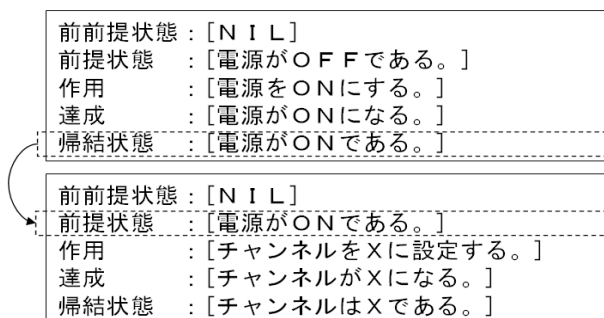 前前提状態：[ＮＩＬ]
前提状態　：[電源がＯＦＦである。]
作用　　　：[電源をＯＮにする。]
達成　　　：[電源がＯＮになる。]
帰結状態　：[電源がＯＮである。]
前前提状態：[ＮＩＬ]
前提状態　：[電源がＯＮである。]
作用　　　：[チャンネルをＸに設定する。]
達成　　　：[チャンネルがＸになる。]
帰結状態　：[チャンネルはＸである。]